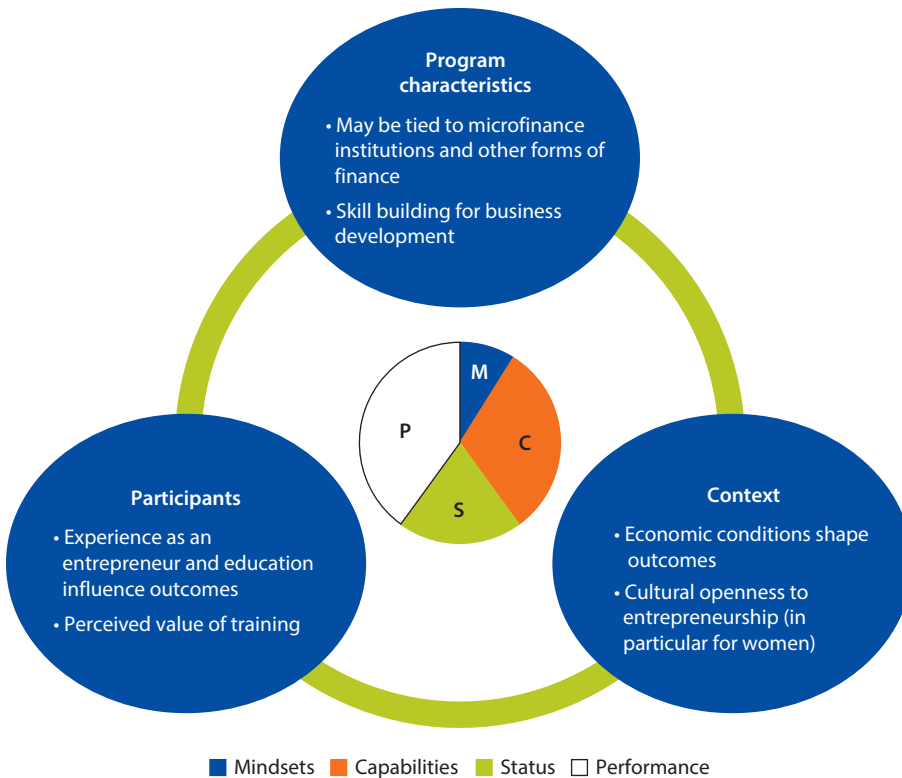 Program
characteristics
• May be tied to microfinance
institutions and other forms of
finance
• Skill building for business
development
M
C
S
P
Participants
• Experience as an
entrepreneur and education
influence outcomes
• Perceived value of training
Context
• Economic conditions shape
outcomes
• Cultural openness to
entrepreneurship (in
particular for women)
Mindsets Capabilities Status Performance